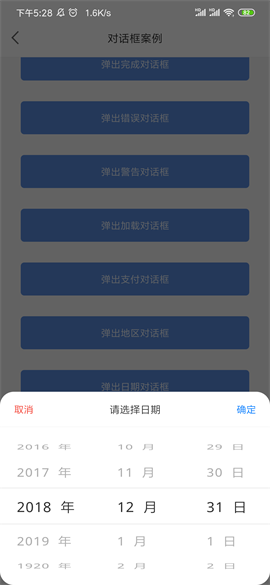 下午5:28 1.6K/s 82
对话框案例
弹出完成对话框
弹出错误对话框
弹出警告对话框
弹出加载对话框
弹出支付对话框
弹出地区对话框
弹出日期对话框
取消 请选择日期 确定
2016 年 10 月 29 日
2017 年 11 月 30 日
2018 年 12 月 31 日
2019 年 1 月 1 日
1920 年 2 月 2 日